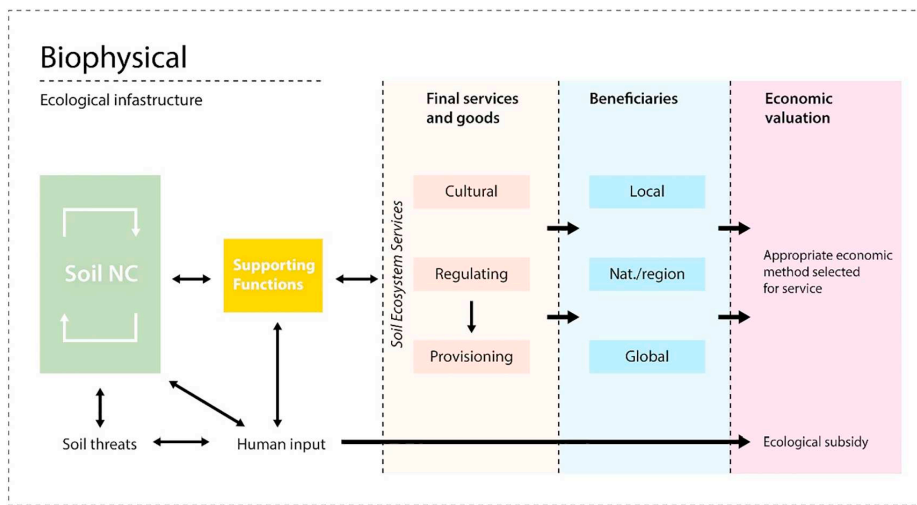 Biophysical
Ecological infastructure
Final services
and goods
Beneficiaries
Economic
valuation
Soil NC
Supporting
Functions
Soil Ecosystem Services
Cultural
Regulating
Provisioning
Local
Nat./region
Global
Appropriate economic
method selected
for service
Soil threats
Human input
Ecological subsidy